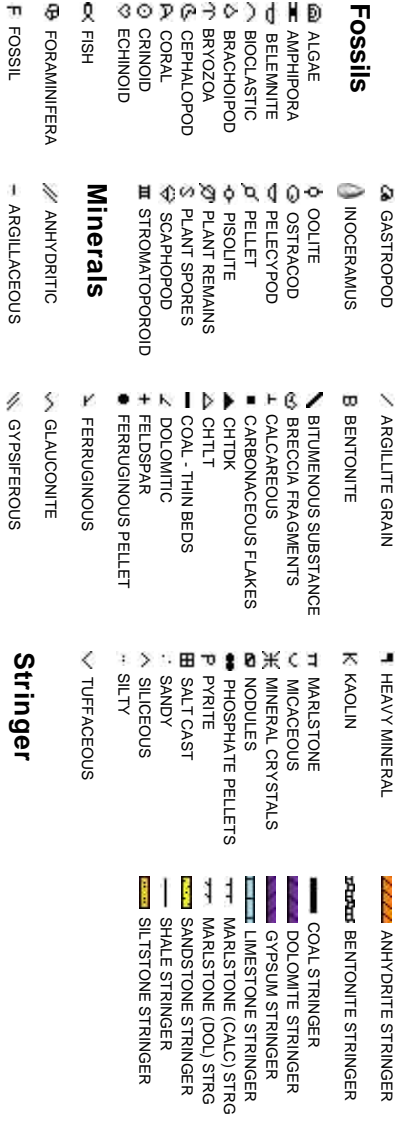 Fossils
ALGAE
AMPHIPORA
BELEMNITE
BIOCLASTIC
BRACHOIPOD
BRYOZOA
CEPHALOPOD
CORAL
CRINOID
ECHINOID
FISH
FORAMINIFERA
F FOSSIL
GASTROPOD
INOCERAMUS
OOLITE
OSTRACOD
PELECYPOD
PELLET
PISOLITE
PLANT REMAINS
PLANT SPORES
SCAPHOPOD
STROMATOPOROID
Minerals
ANHYDRITIC
ARGILLACEOUS
ARGILLITE GRAIN
B BENTONITE
BITUMENOUS SUBSTANCE
BRECCIA FRAGMENTS
CALCAREOUS
CARBONACEOUS FLAKES
CHTDK
CHTLT
COAL - THIN BEDS
DOLOMITIC
FELDSPAR
FERRUGINOUS PELLET
FERRUGINOUS
GLAUCONITE
GYPSIFEROUS
HEAVY MINERAL
K KAOLIN
MARLSTONE
MICACEOUS
MINERAL CRYSTALS
NODULES
PHOSPHATE PELLETS
P PYRITE
SALT CAST
SANDY
SILICEOUS
SILTY
TUFFACEOUS
Stringer
ANHYDRITE STRINGER
BENTONITE STRINGER
COAL STRINGER
DOLOMITE STRINGER
GYPSUM STRINGER
LIMESTONE STRINGER
MARLSTONE (CALC) STRG
MARLSTONE (DOL) STRG
SANDSTONE STRINGER
SHALE STRINGER
SILTSTONE STRINGER